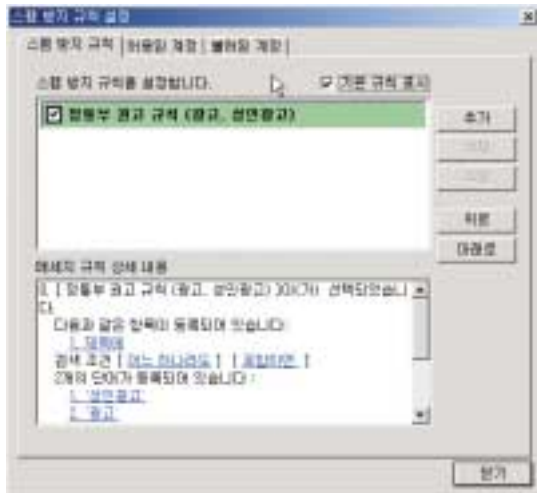 스팸 방지 규칙 설정
스팸 방지 규칙 허용된 계정 불허된 계정
스팸 방지 규칙을 설정합니다. 기본 규칙 표시
정통부 권고 규칙 (광고, 성인광고)
추가
위로
아래로
메세지 규칙 상세 내용
[ 정통부 권고 규칙 (광고, 성인광고) ]이(가) 선택되었습니
다.
다음과 같은 항목이 등록되어 있습니다:
1. 제목에
검색 조건 [ 어느 하나라도 ] [ 포함하면 ]
2개의 단어가 등록되어 있습니다 :
1. '성인광고'
2. '광고'
닫기